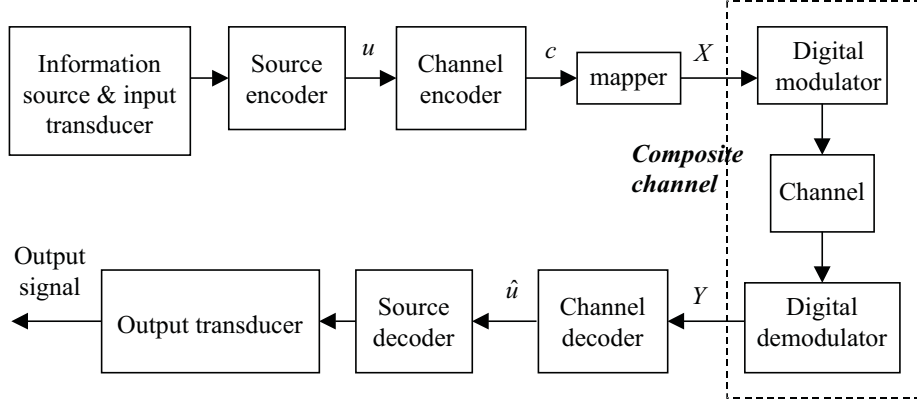 Information
source & input
transducer
Source
encoder
u
Channel
encoder
c
mapper
X
Digital
modulator
Composite
channel
Channel
Output
signal
Output transducer
Source
decoder
û
Channel
decoder
Y
Digital
demodulator